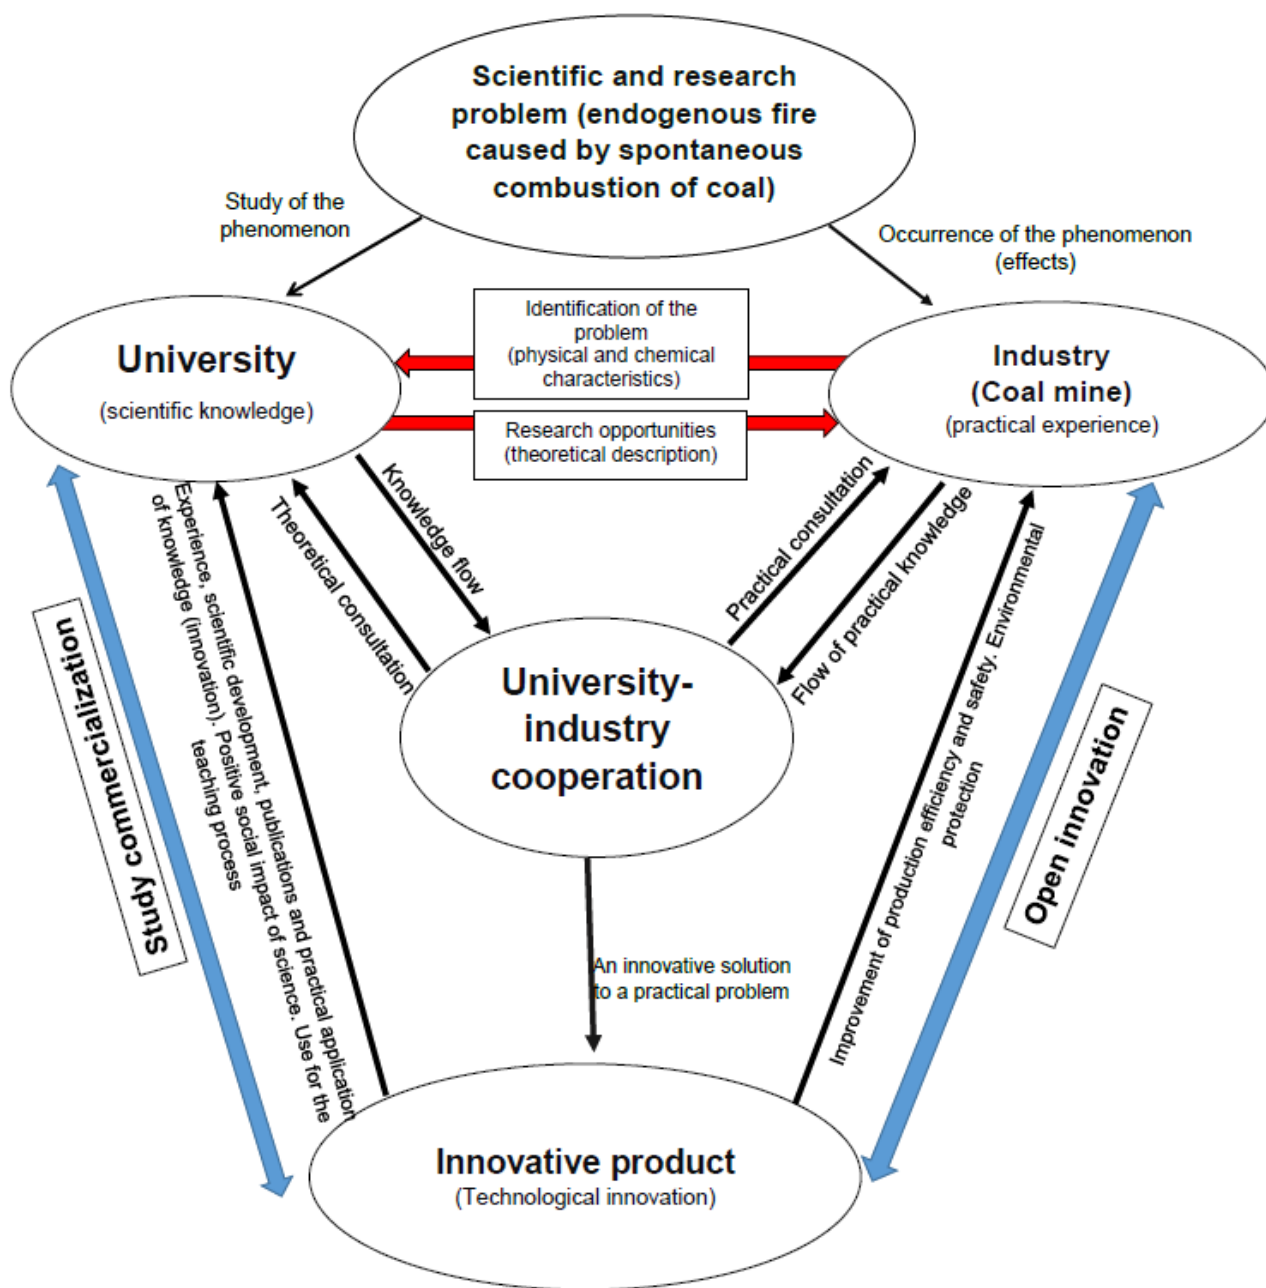 Scientific and research
problem (endogenous fire
caused by spontaneous
combustion of coal)
Study of the
phenomenon
Occurrence of the phenomenon
(effects)
Identification of the
problem
(physical and chemical
characteristics)
University
(scientific knowledge)
Industry
(Coal mine)
(practical experience)
Research opportunities
(theoretical description)
Knowledge flow
Theoretical consultation
Practical consultation
Flow of practical knowledge
Experience, scientific development, publications and practical application
of knowledge (innovation). Positive social impact of science. Use for the
teaching process
Study commercialization
University-
industry
cooperation
Improvement of production efficiency and safety. Environmental
protection
Open innovation
An innovative solution
to a practical problem
Innovative product
(Technological innovation)